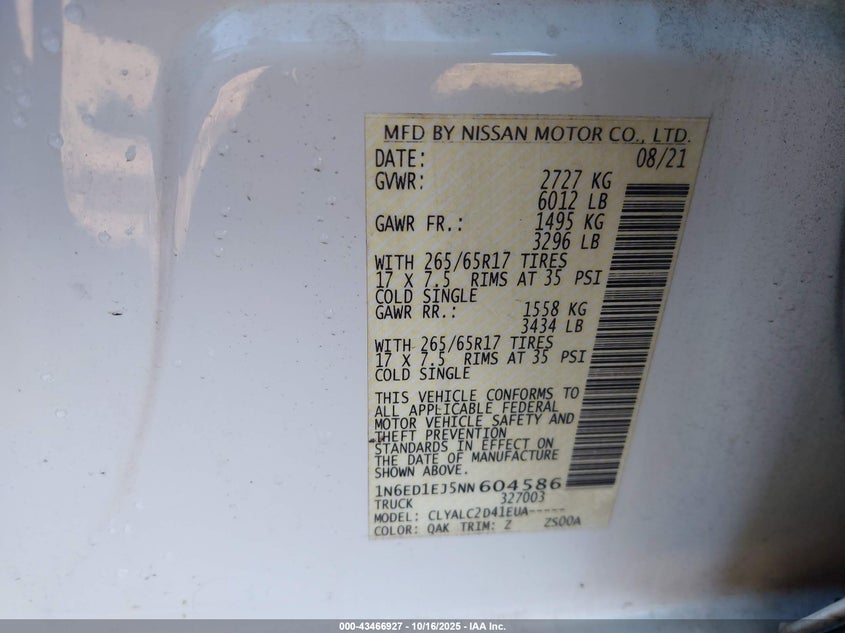 MFD BY NISSAN MOTOR CO., LTD.
DATE: 08/21
GVWR: 2727 KG
6012 LB
GAWR FR.: 1495 KG
3296 LB
WITH 265/65R17 TIRES
17 X 7.5 RIMS AT 35 PSI
COLD SINGLE
GAWR RR.: 1558 KG
3434 LB
WITH 265/65R17 TIRES
17 X 7.5 RIMS AT 35 PSI
COLD SINGLE
THIS VEHICLE CONFORMS TO
ALL APPLICABLE FEDERAL
MOTOR VEHICLE SAFETY AND
THEFT PREVENTION
STANDARDS IN EFFECT ON
THE DATE OF MANUFACTURE
SHOWN ABOVE.
1N6ED1EJ5NN604586
TRUCK 327003
MODEL: CLYALC2D41EUA-----
COLOR: QAK TRIM: Z ZS00A
000-43466927 - 10/16/2025 - IAA Inc.